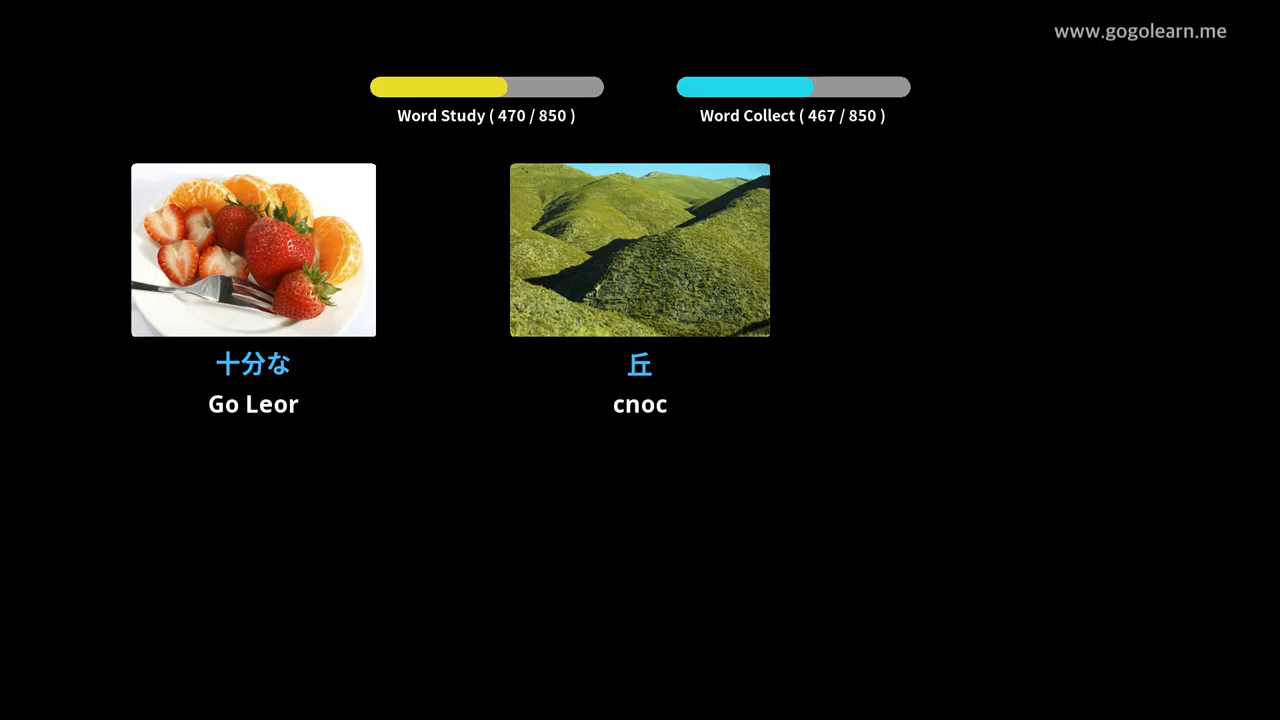 www.gogolearn.me
Word Study ( 470 / 850 )
Word Collect ( 467 / 850 )
十分な
丘
Go Leor
cnoc